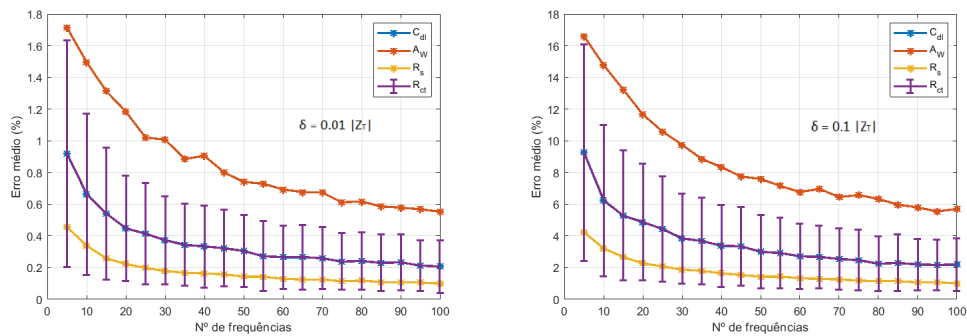 1.8
1.6
1.4
1.2
1
0.8
0.6
0.4
0.2
0
Erro médio (%)
0 10 20 30 40 50 60 70 80 90 100
Nº de frequências
C_dl
A_W
R_s
R_ct
δ = 0.01 |Z_T|
18
16
14
12
10
8
6
4
2
0
Erro médio (%)
0 10 20 30 40 50 60 70 80 90 100
Nº de frequências
C_dl
A_W
R_s
R_ct
δ = 0.1 |Z_T|